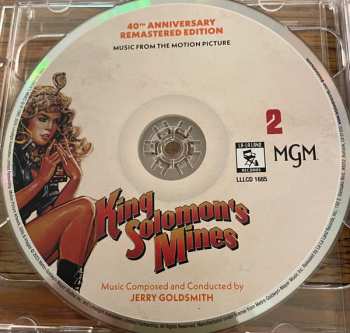 40TH ANNIVERSARY
REMASTERED EDITION
MUSIC FROM THE MOTION PICTURE
2
LA-LA LAND
RECORDS
LLLCD 1665
MGM
King
Solomon's
Mines
Music Composed and Conducted by
JERRY GOLDSMITH